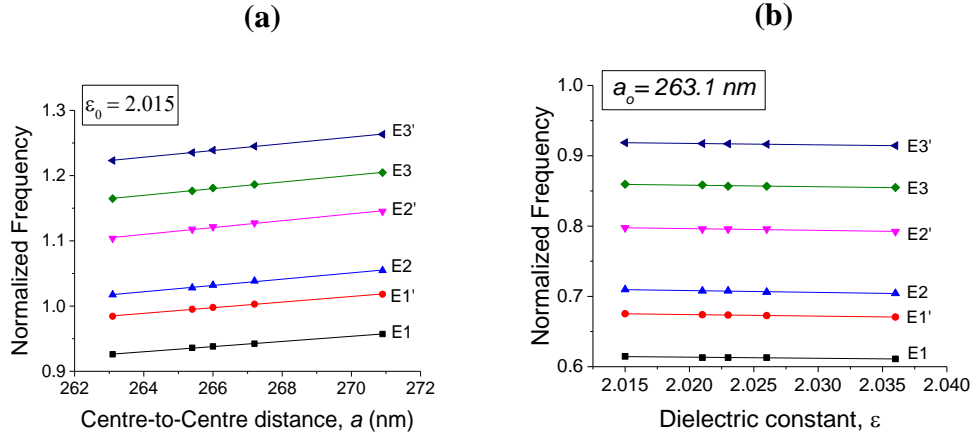 (a)
ε₀ = 2.015
Normalized Frequency
1.3
1.2
1.1
1.0
0.9
E3'
E3
E2'
E2
E1'
E1
262 264 266 268 270 272
Centre-to-Centre distance, a (nm)
(b)
aₒ= 263.1 nm
Normalized Frequency
1.0
0.9
0.8
0.7
0.6
E3'
E3
E2'
E2
E1'
E1
2.015 2.020 2.025 2.030 2.035 2.040
Dielectric constant, ε